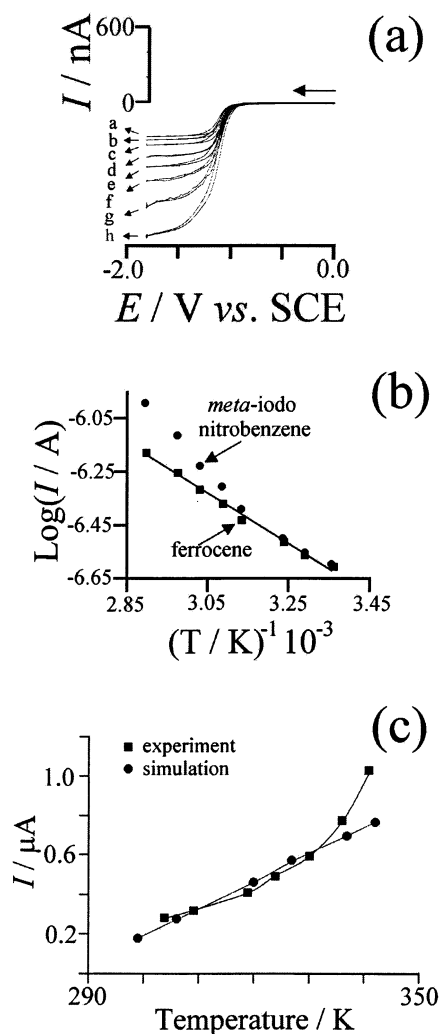 (a)
600
I / nA
0
a
b
c
d
e
f
g
h
-2.0
0.0
E / V vs. SCE
(b)
-6.05
-6.25
-6.45
-6.65
Log(I / A)
meta-iodo
nitrobenzene
ferrocene
2.85
3.05
3.25
3.45
(T / K)⁻¹ 10⁻³
(c)
experiment
simulation
1.0
0.6
0.2
I / μA
290
350
Temperature / K